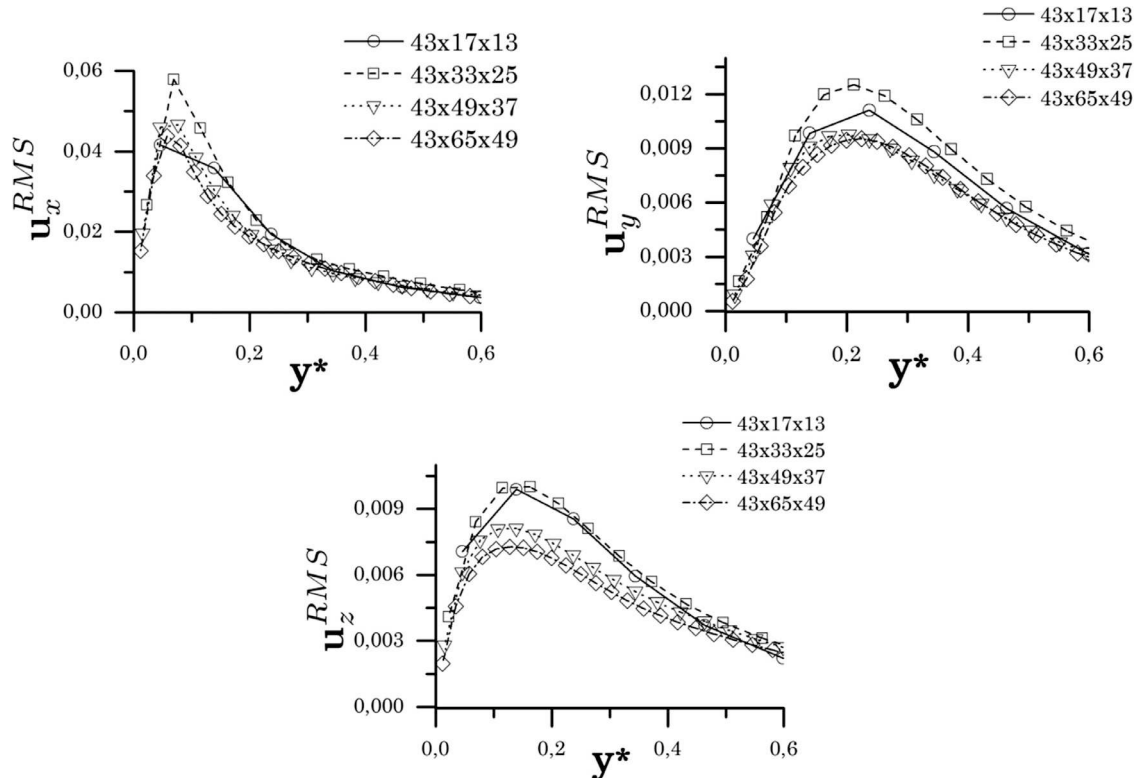 43x17x13
43x33x25
43x49x37
43x65x49
0,06
0,04
0,02
0,00
u_x^RMS
0,0 0,2 0,4 0,6
y*
43x17x13
43x33x25
43x49x37
43x65x49
0,012
0,009
0,006
0,003
0,000
u_y^RMS
0,0 0,2 0,4 0,6
y*
43x17x13
43x33x25
43x49x37
43x65x49
0,009
0,006
0,003
0,000
u_z^RMS
0,0 0,2 0,4 0,6
y*